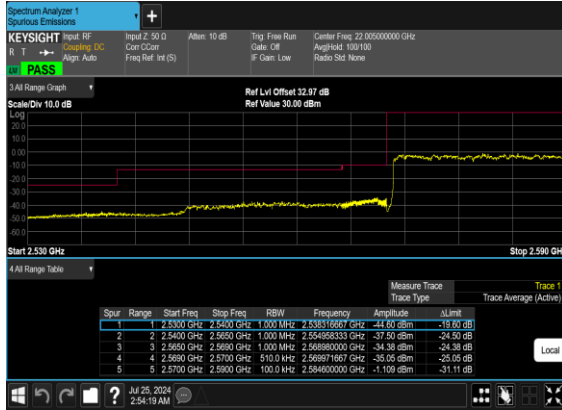 Spectrum Analyzer 1
Spurious Emissions
+
KEYSIGHT Input: RF Input Z: 50 Ω Atten: 10 dB Trig: Free Run Center Freq: 22.005000000 GHz
R T Coupling: DC Corr CCorr Gate: Off Avg|Hold: 100/100
Align: Auto Freq Ref: Int (S) IF Gain: Low Radio Std: None
PASS
3 All Range Graph
Ref Lvl Offset 32.97 dB
Scale/Div 10.0 dB Ref Value 30.00 dBm
Log
20.0
10.0
0.00
-10.0
-20.0
-30.0
-40.0
-50.0
-60.0
Start 2.530 GHz Stop 2.590 GH
4 All Range Table
Measure Trace Trace 1
Trace Type Trace Average (Active)
Spur Range Start Freq Stop Freq RBW Frequency Amplitude ΔLimit
1 1 2.5300 GHz 2.5400 GHz 1.000 MHz 2.538316667 GHz -44.60 dBm -19.60 dB
2 2 2.5400 GHz 2.5650 GHz 1.000 MHz 2.554958333 GHz -37.50 dBm -24.50 dB
3 3 2.5650 GHz 2.5690 GHz 1.000 MHz 2.568980000 GHz -34.38 dBm -24.38 dB
4 4 2.5690 GHz 2.5700 GHz 510.0 kHz 2.569971667 GHz -35.05 dBm -25.05 dB
5 5 2.5700 GHz 2.5900 GHz 100.0 kHz 2.584600000 GHz -1.109 dBm -31.11 dB
Local
?
Jul 25, 2024
2:54:19 AM